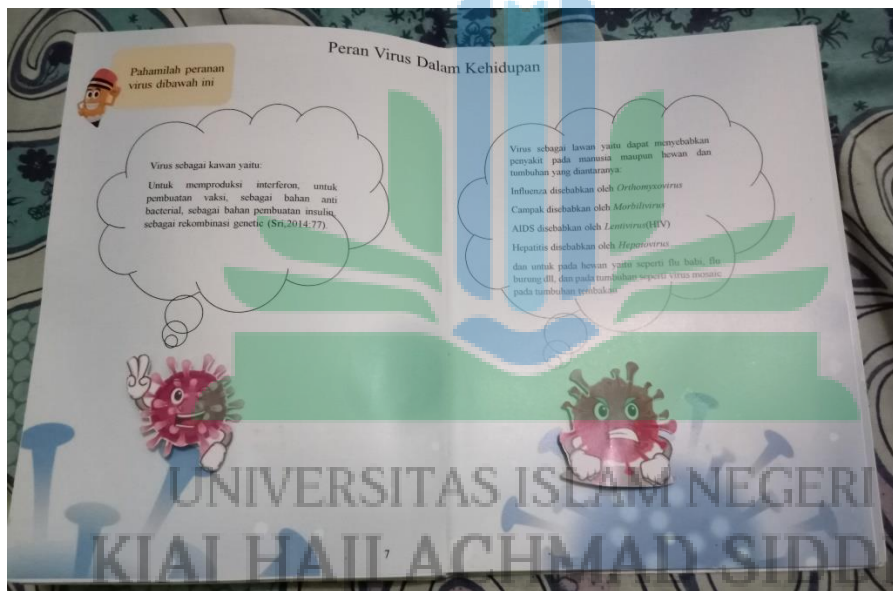 Peran Virus Dalam Kehidupan
Pahamilah peranan
virus dibawah ini
Virus sebagai kawan yaitu:
Untuk memproduksi interferon, untuk
pembuatan vaksi, sebagai bahan anti
bacterial, sebagai bahan pembuatan insulin,
sebagai rekombinasi genetic (Sri,2014:77)
Virus sebagai lawan yaitu dapat menyebabkan
penyakit pada manusia maupun hewan dan
tumbuhan yang diantaranya:
Influenza disebabkan oleh Orthomyxovirus
Campak disebabkan oleh Morbilivirus
AIDS disebabkan oleh Lentivirus(HIV)
Hepatitis disebabkan oleh Hepatovirus
dan untuk pada hewan yaitu seperti flu babi, flu
burung dll, dan pada tumbuhan seperti virus mosaic
pada tumbuhan tembakau
7
UNIVERSITAS ISLAM NEGERI
KIAI HAJI ACHMAD SIDD